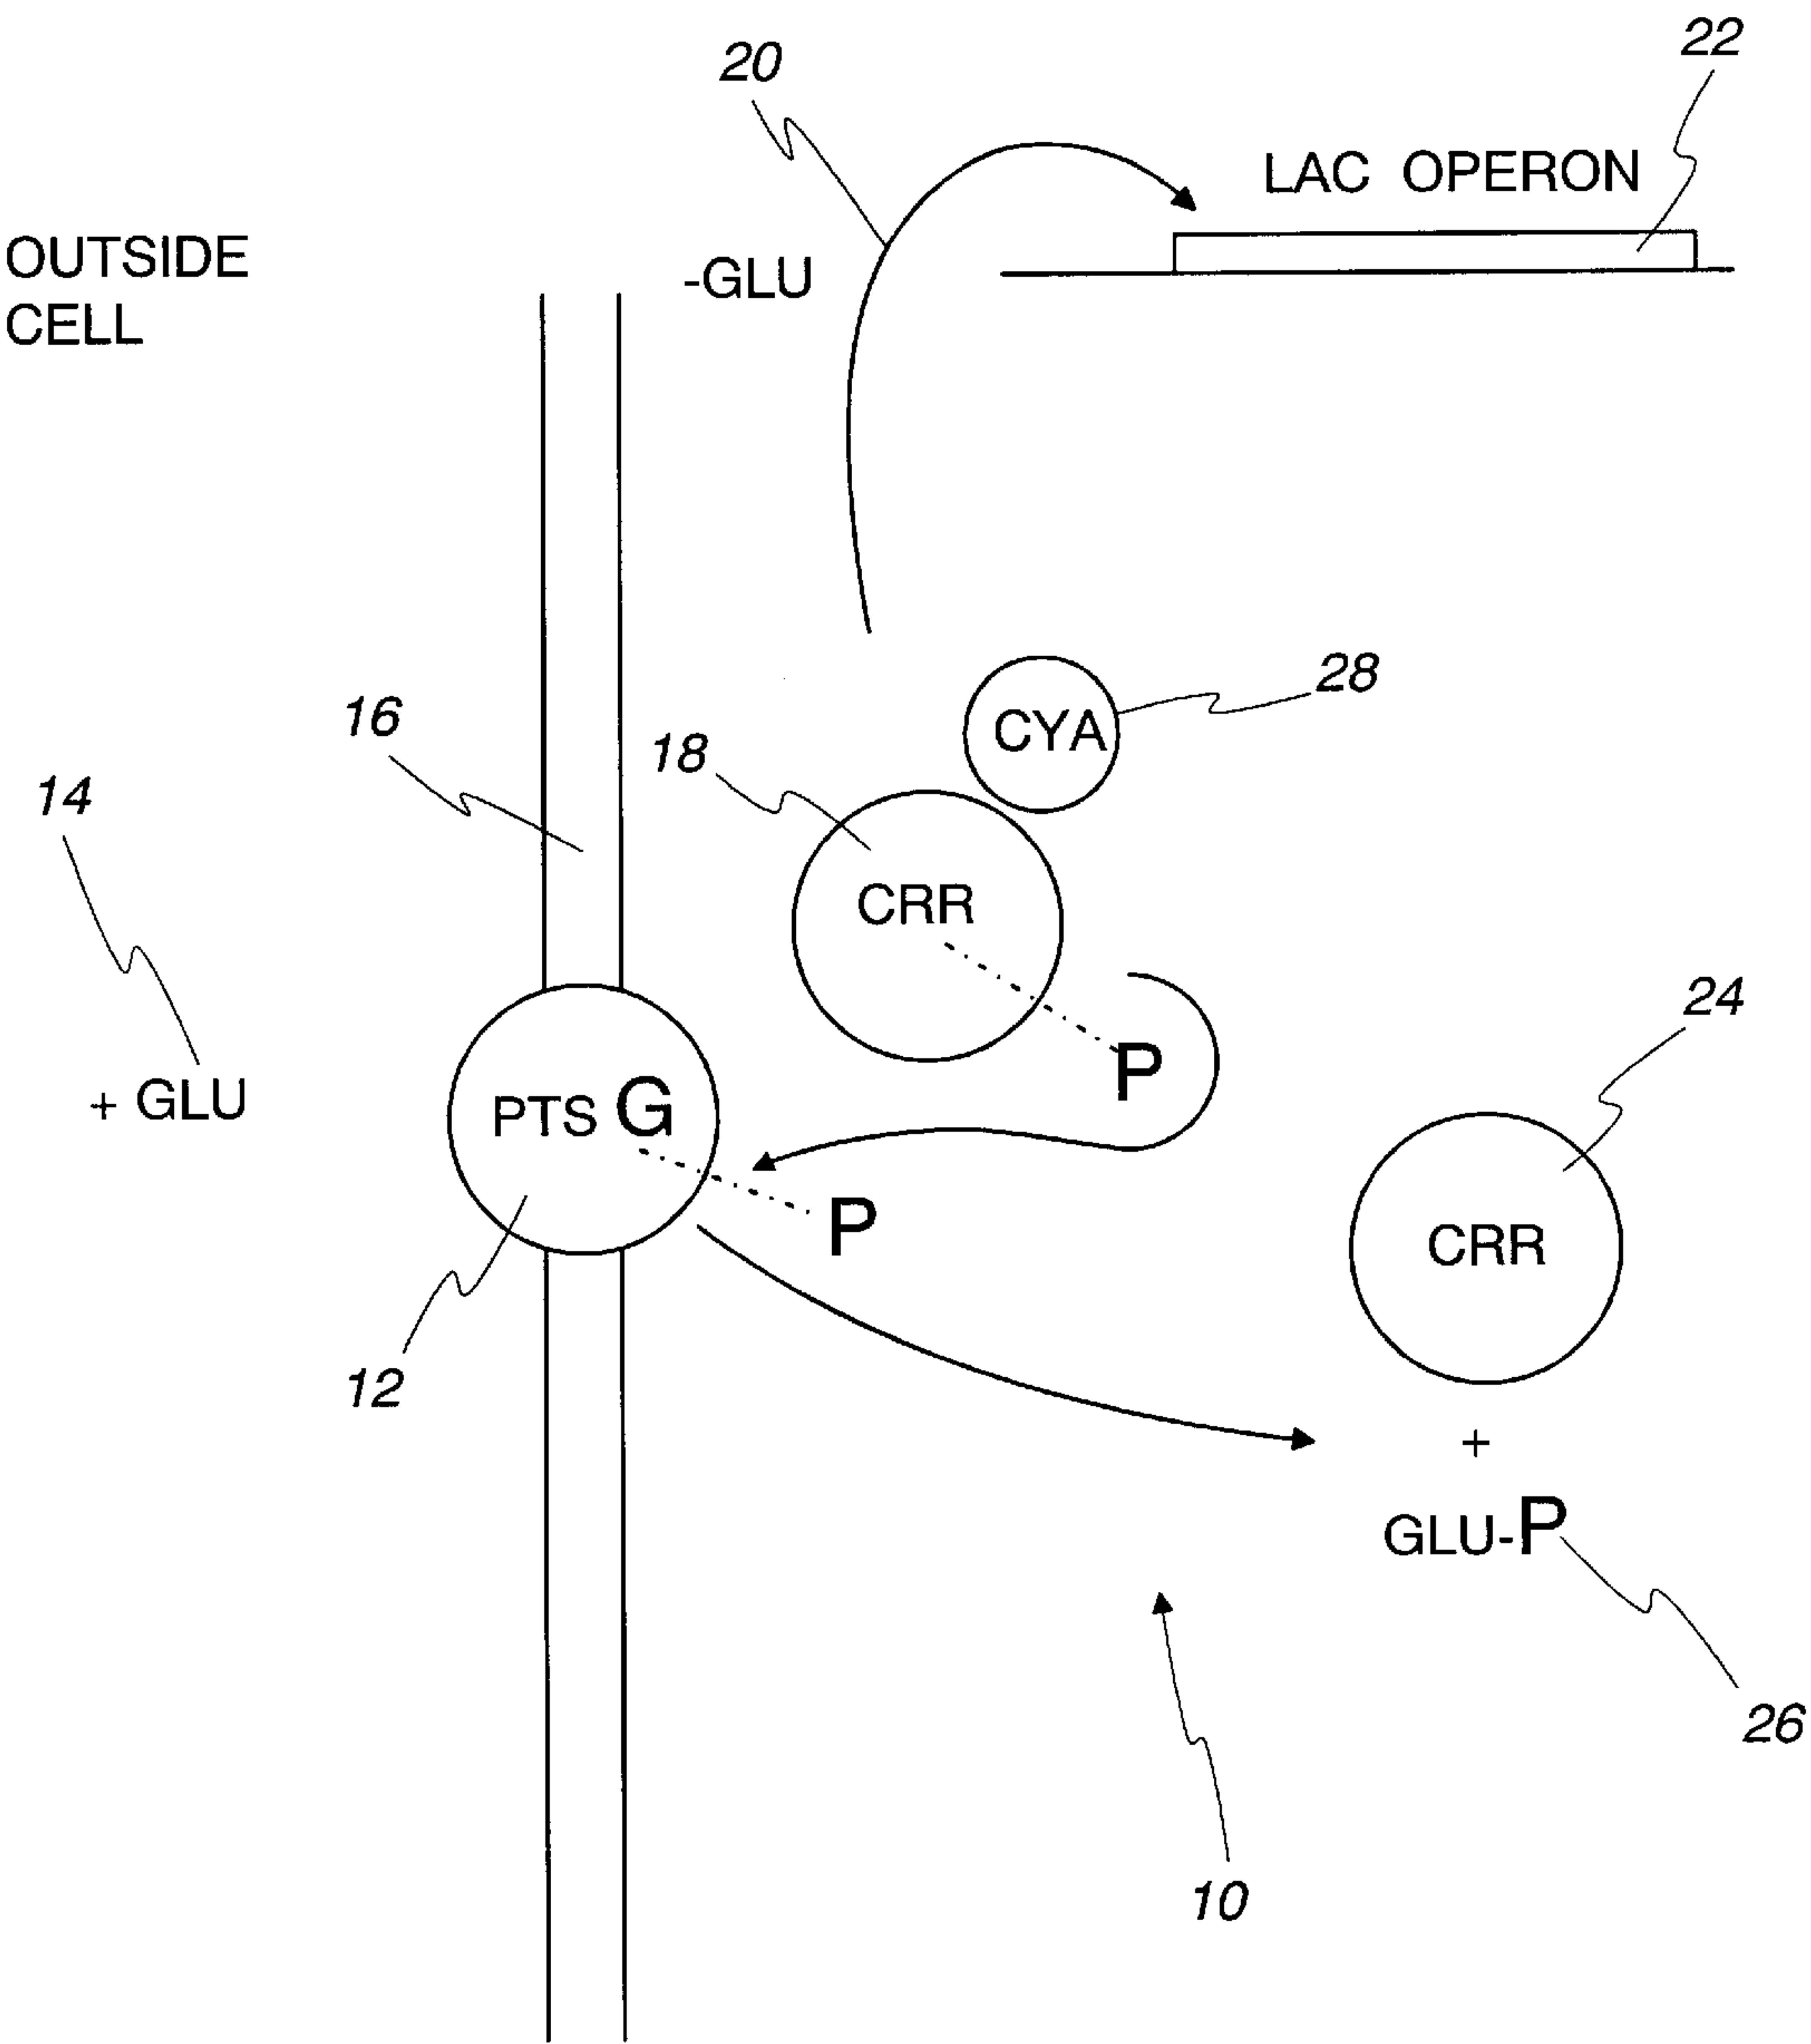 20
22
LAC OPERON
OUTSIDE
CELL
-GLU
28
CYA
16
18
14
CRR
24
P
+ GLU
PTS G
P
CRR
12
+
GLU-P
26
10